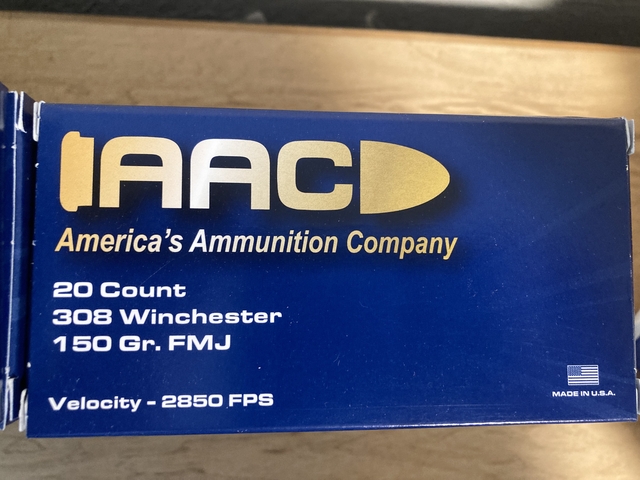 AAC
America's Ammunition Company
20 Count
308 Winchester
150 Gr. FMJ
Velocity - 2850 FPS
MADE IN U.S.A.